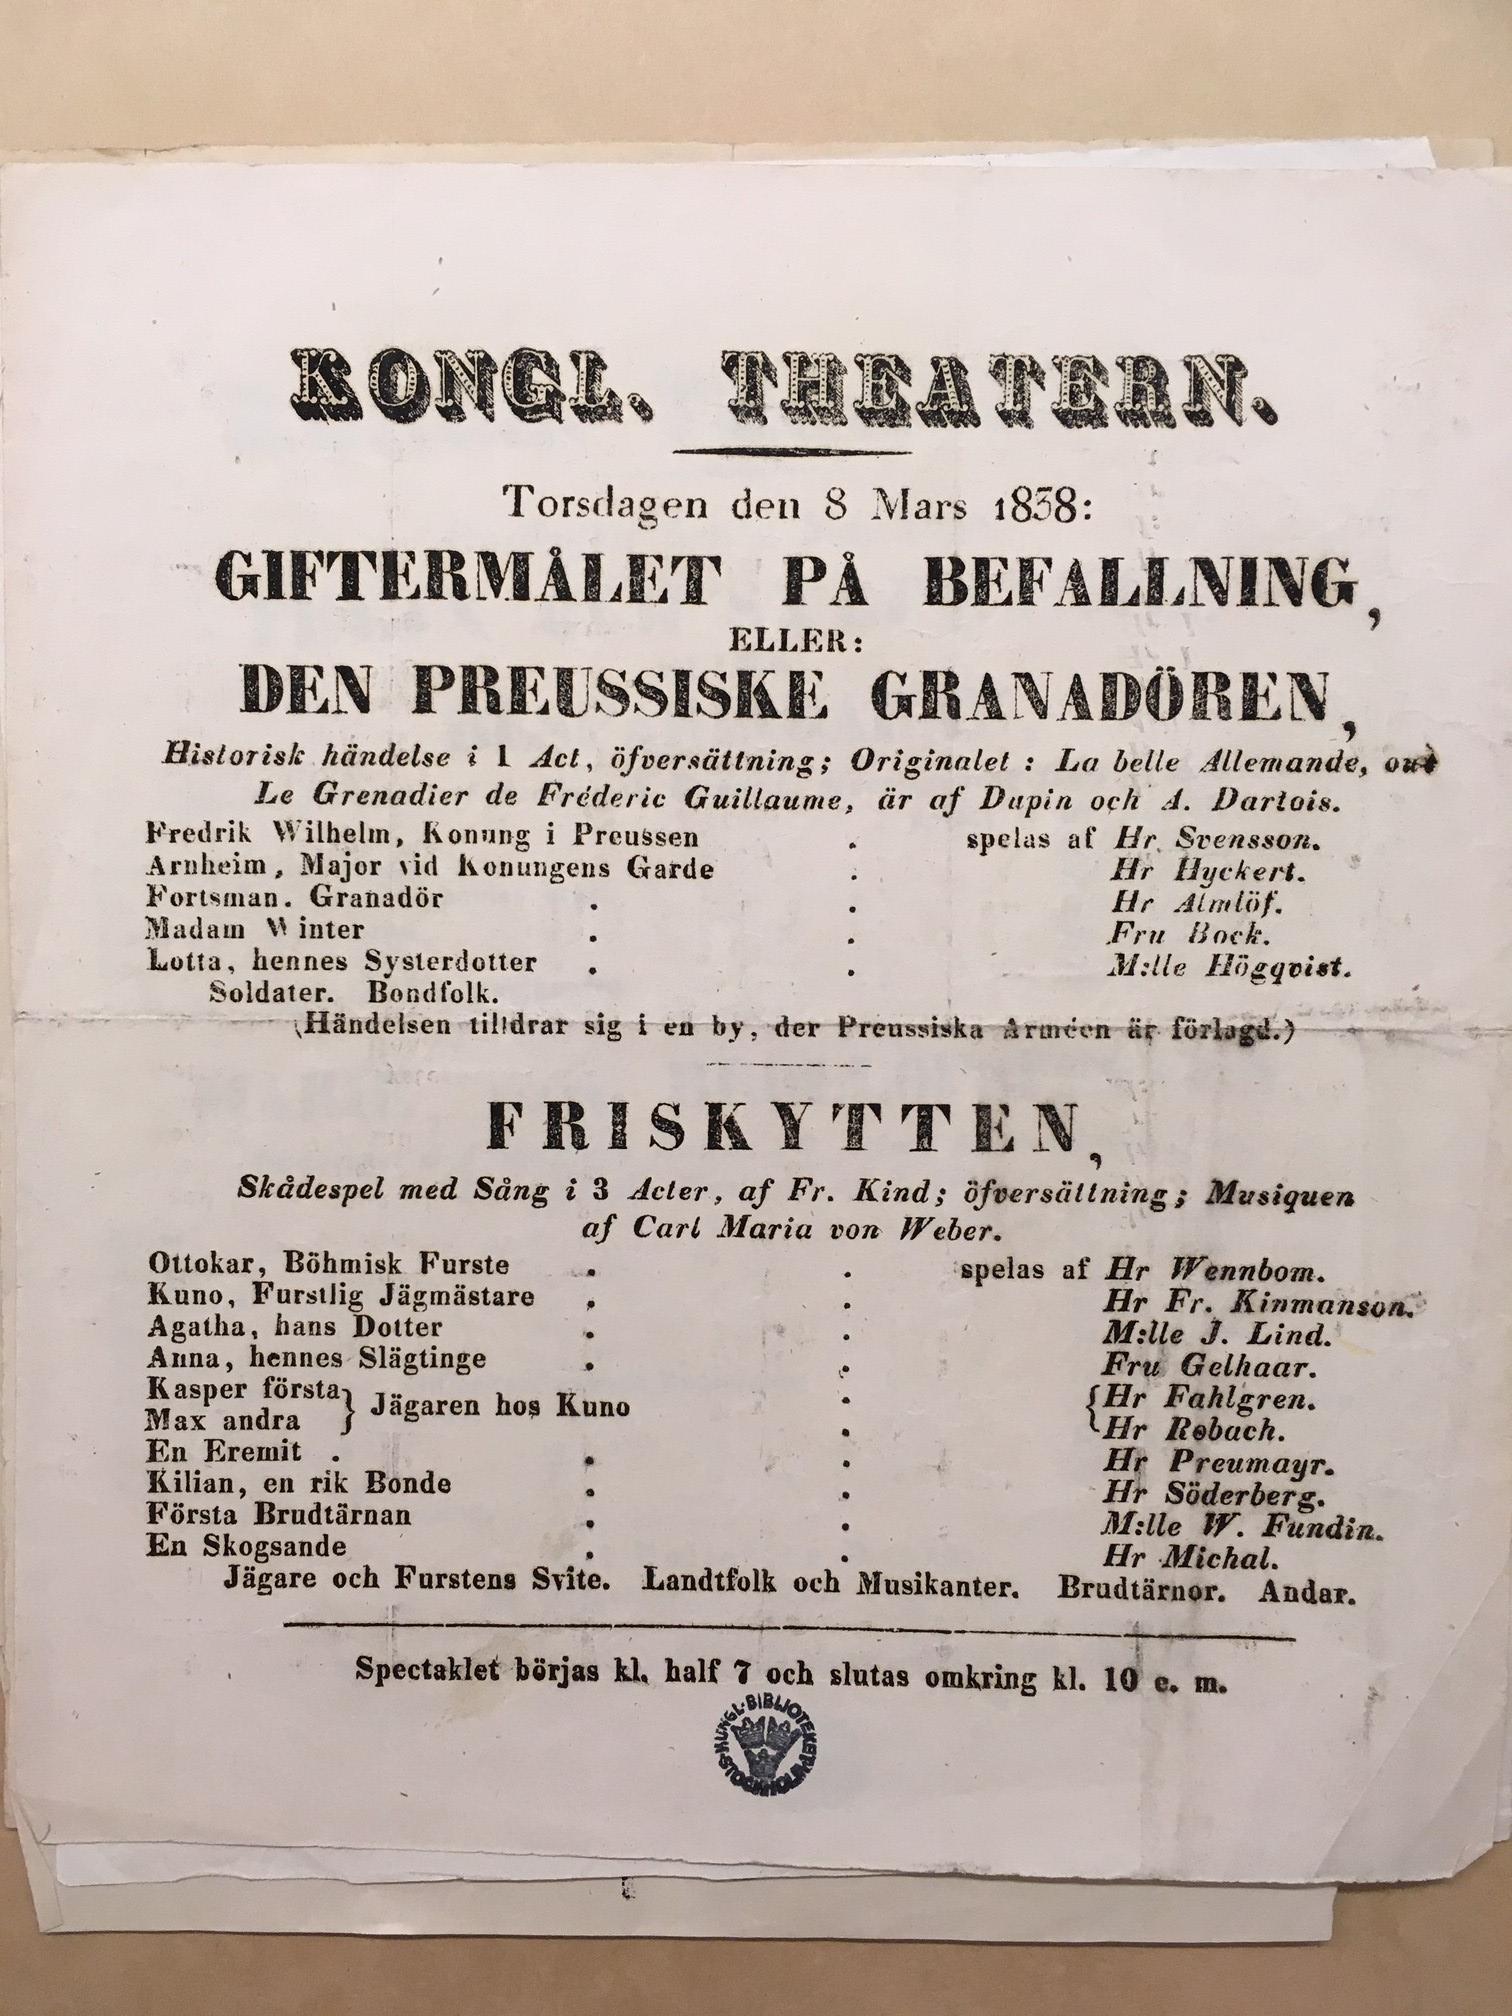 KONGL. THEATERN.
Torsdagen den 8 Mars 1838:
GIFTERMÅLET PÅ BEFALLNING,
ELLER:
DEN PREUSSISKE GRANADÖREN,
Historisk händelse i 1 Act, öfversättning; Originalet : La belle Allemande, out
Le Grenadier de Fréderic Guillaume, är af Dupin och A. Dartois.
Fredrik Wilhelm, Konung i Preussen . spelas af Hr Svensson.
Arnheim, Major vid Konungens Garde . Hr Hyckert.
Fortsman. Granadör . . Hr Almlöf.
Madam Winter . . Fru Bock.
Lotta, hennes Systerdotter . . M:lle Högqvist.
Soldater. Bondfolk.
(Händelsen tilldrar sig i en by, der Preussiska Arméen är förlagd.)
FRISKYTTEN,
Skådespel med Sång i 3 Acter, af Fr. Kind; öfversättning; Musiquen
af Carl Maria von Weber.
Ottokar, Böhmisk Furste . . spelas af Hr Wennbom.
Kuno, Furstlig Jägmästare . . Hr Fr. Kinmanson.
Agatha, hans Dotter . . M:lle J. Lind.
Anna, hennes Slägtinge . . Fru Gelhaar.
Kasper första } Jägaren hos Kuno . { Hr Fahlgren.
Max andra . Hr Robach.
En Eremit . . . Hr Preumayr.
Kilian, en rik Bonde . . Hr Söderberg.
Första Brudtärnan . . M:lle W. Fundin.
En Skogsande . . Hr Michal.
Jägare och Furstens Svite. Landtfolk och Musikanter. Brudtärnor. Andar.
Spectaklet börjas kl. half 7 och slutas omkring kl. 10 e. m.
KUNGL. BIBLIOTEKET STOCKHOLM